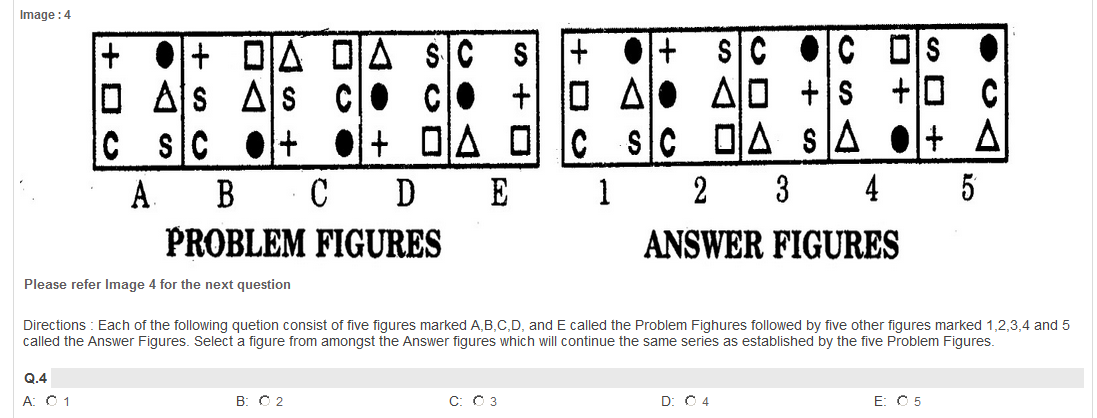 Image : 4
+ ● + □ △ □ △ S C S + ● + S C ● C □ S ●
□ △ S △ S C ● C ● + □ △ ● △ □ + S + □ C
C S C ● + ● + □ △ □ C S C □ △ S △ ● + △
A B C D E 1 2 3 4 5
PROBLEM FIGURES ANSWER FIGURES
Please refer Image 4 for the next question
Directions : Each of the following quetion consist of five figures marked A,B,C,D, and E called the Problem Fighures followed by five other figures marked 1,2,3,4 and 5
called the Answer Figures. Select a figure from amongst the Answer figures which will continue the same series as established by the five Problem Figures.
Q.4
A: 1 B: 2 C: 3 D: 4 E: 5